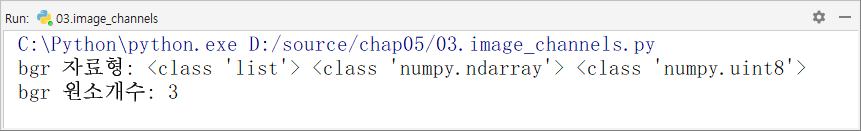 Run: 03.image_channels
C:\Python\python.exe D:/source/chap05/03.image_channels.py
bgr 자료형: <class 'list'> <class 'numpy.ndarray'> <class 'numpy.uint8'>
bgr 원소개수: 3